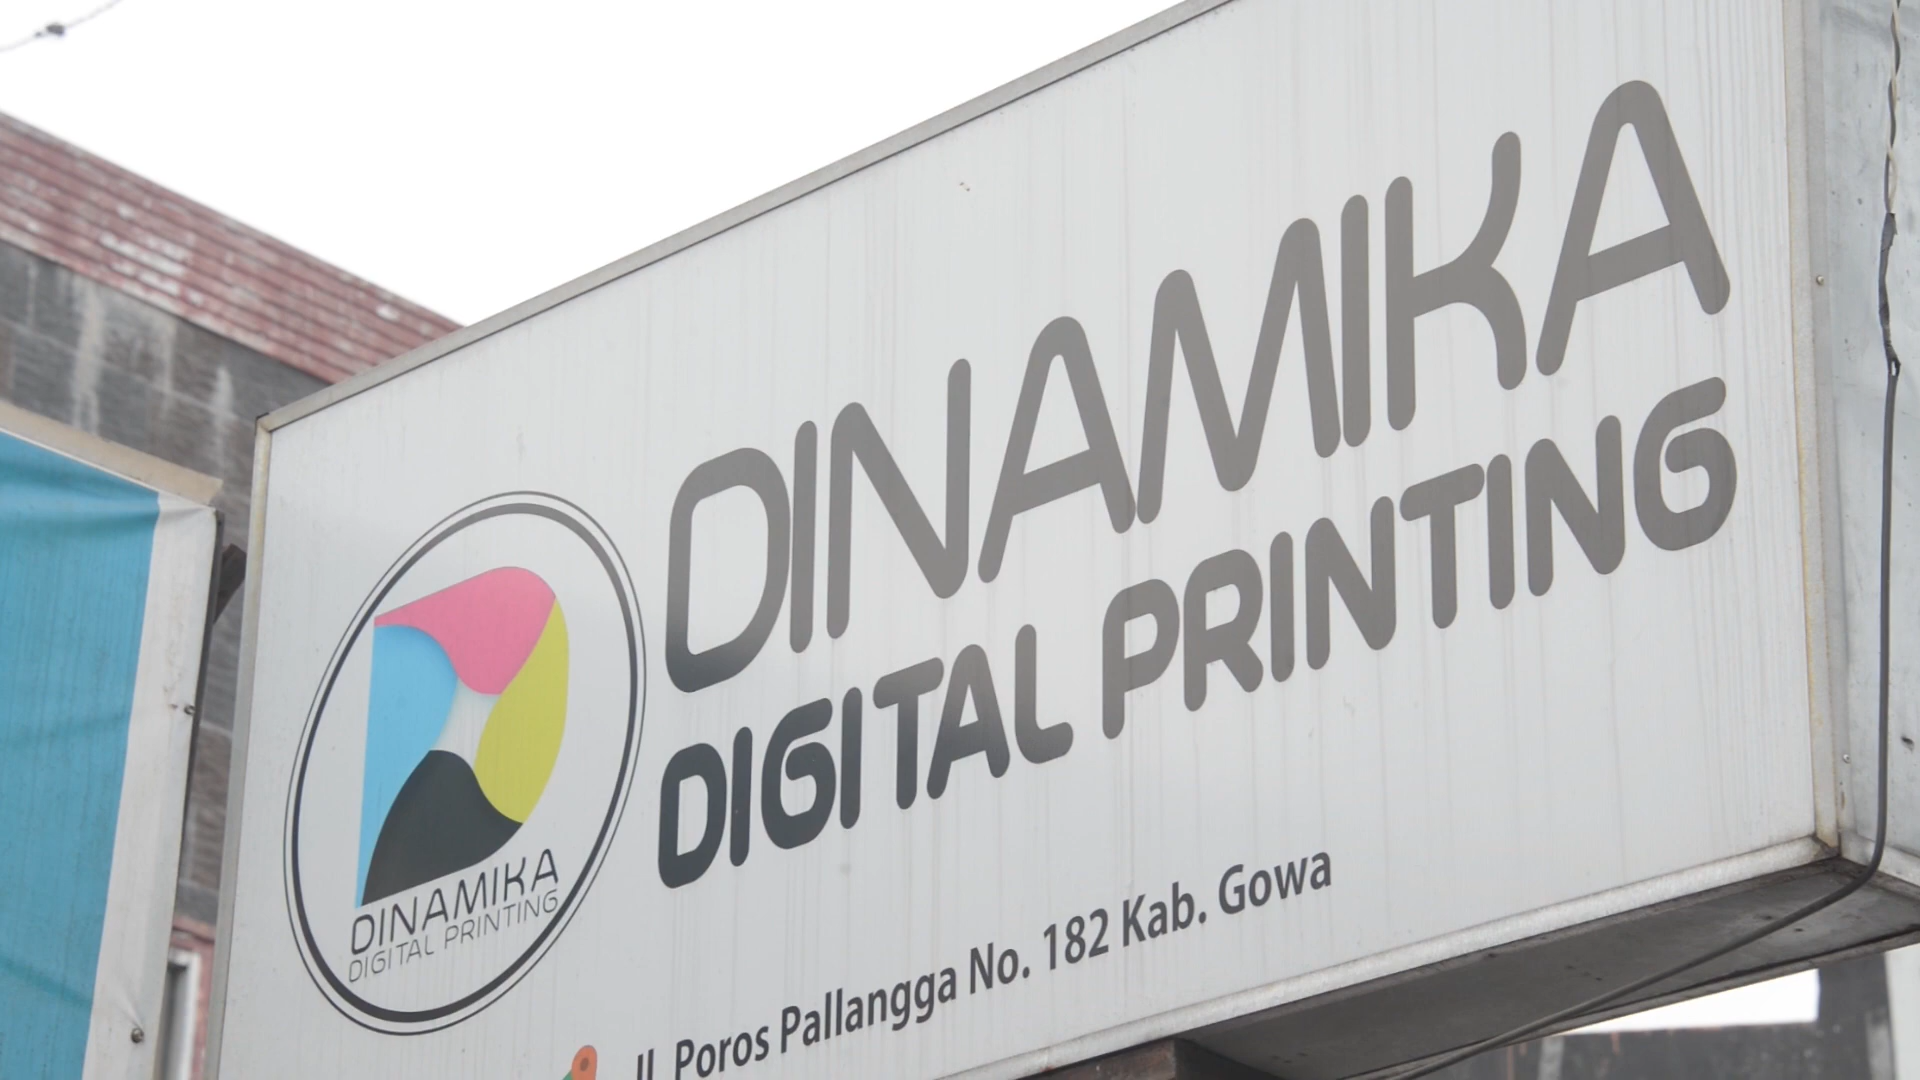 DINAMIKA
DIGITAL PRINTING
DINAMIKA
DIGITAL PRINTING
Jl. Poros Pallangga No. 182 Kab. Gowa